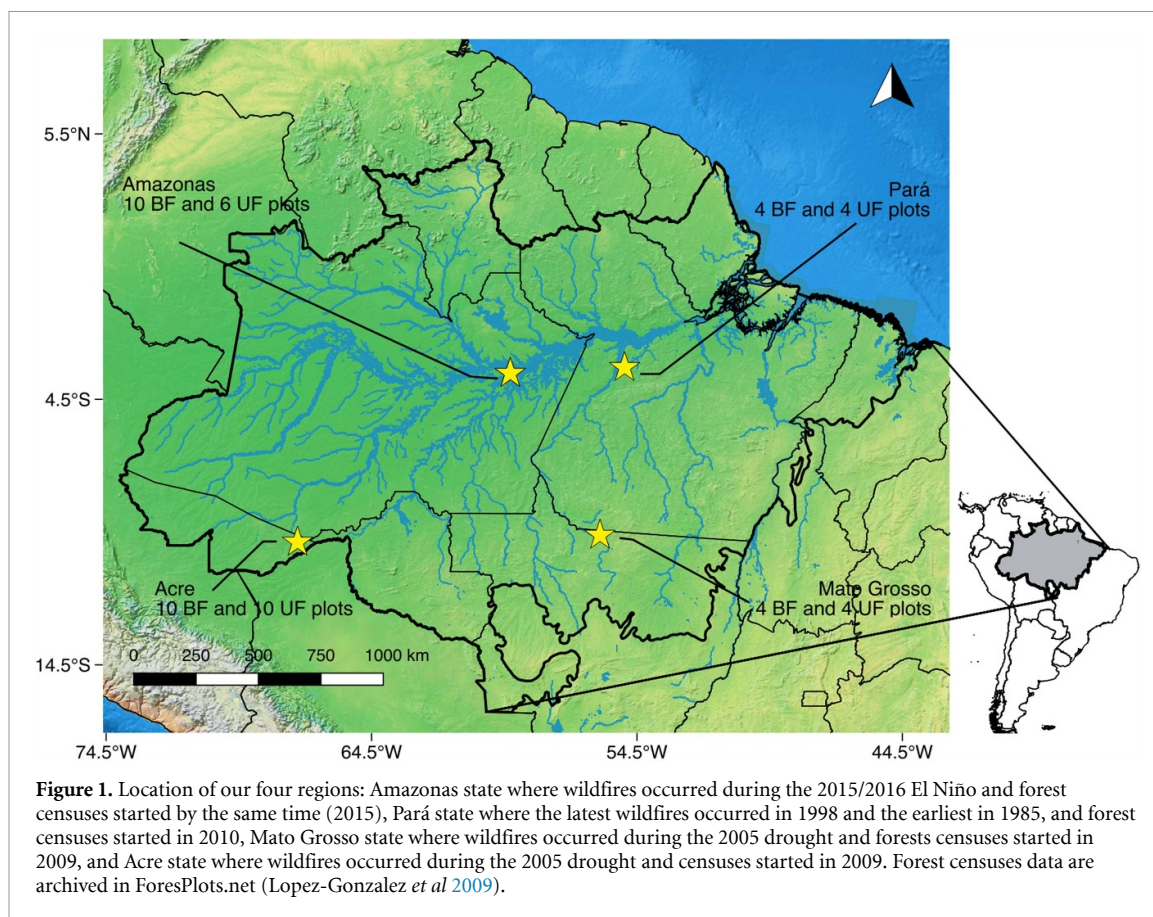 5.5°N
4.5°S
14.5°S
Amazonas
10 BF and 6 UF plots
Pará
4 BF and 4 UF plots
Acre
10 BF and 10 UF plots
Mato Grosso
4 BF and 4 UF plots
0 250 500 750 1000 km
74.5°W 64.5°W 54.5°W 44.5°W
Figure 1. Location of our four regions: Amazonas state where wildfires occurred during the 2015/2016 El Niño and forest
censuses started by the same time (2015), Pará state where the latest wildfires occurred in 1998 and the earliest in 1985, and forest
censuses started in 2010, Mato Grosso state where wildfires occurred during the 2005 drought and forests censuses started in
2009, and Acre state where wildfires occurred during the 2005 drought and censuses started in 2009. Forest censuses data are
archived in ForesPlots.net (Lopez-Gonzalez et al 2009).